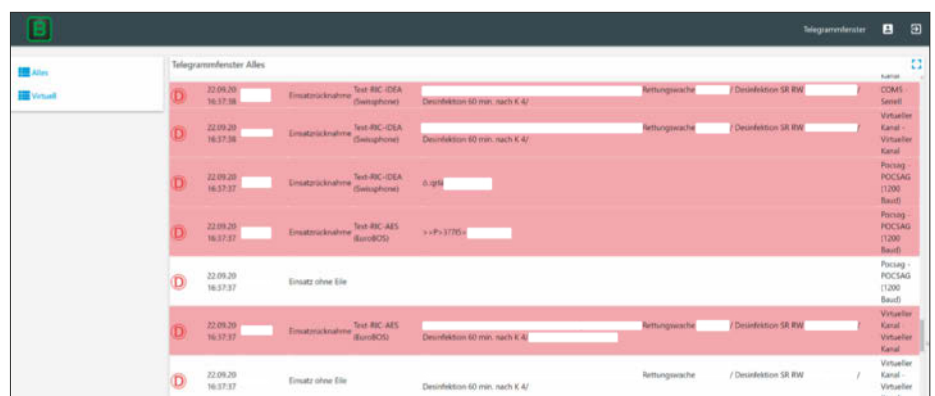 B
Telegrammfenster
Alles
Virtuell
Telegrammfenster Alles
Kanal
D 22.09.20 16:37:38 Einsatzrücknahme Text-RIC-IDEA (Swissphone) Rettungswache / Desinfektion SR RW / Desinfektion 60 min. nach K 4/ COM5 - Seriell
D 22.09.20 16:37:38 Einsatzrücknahme Text-RIC-IDEA (Swissphone) Rettungswache / Desinfektion SR RW / Desinfektion 60 min. nach K 4/ Virtueller Kanal - Virtueller Kanal
D 22.09.20 16:37:37 Einsatzrücknahme Text-RIC-IDEA (Swissphone) Pocsag - POCSAG (1200 Baud)
D 22.09.20 16:37:37 Einsatzrücknahme Text-RIC-AES (EuroBOS) Pocsag - POCSAG (1200 Baud)
D 22.09.20 16:37:37 Einsatz ohne Eile Pocsag - POCSAG (1200 Baud)
D 22.09.20 16:37:37 Einsatzrücknahme Text-RIC-AES (EuroBOS) Rettungswache / Desinfektion SR RW / Desinfektion 60 min. nach K 4/ Virtueller Kanal - Virtueller Kanal
D 22.09.20 16:37:37 Einsatz ohne Eile Rettungswache / Desinfektion SR RW / Desinfektion 60 min. nach K 4/ Virtueller Kanal - Virtueller